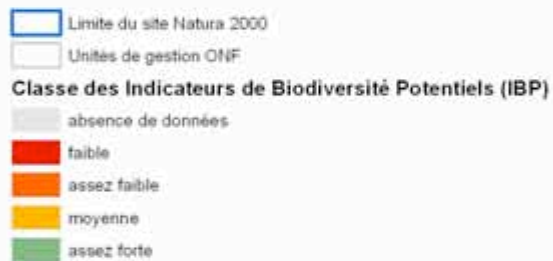 Limite du site Natura 2000
Unités de gestion ONF
Classe des Indicateurs de Biodiversité Potentiels (IBP)
absence de données
faible
assez faible
moyenne
assez forte